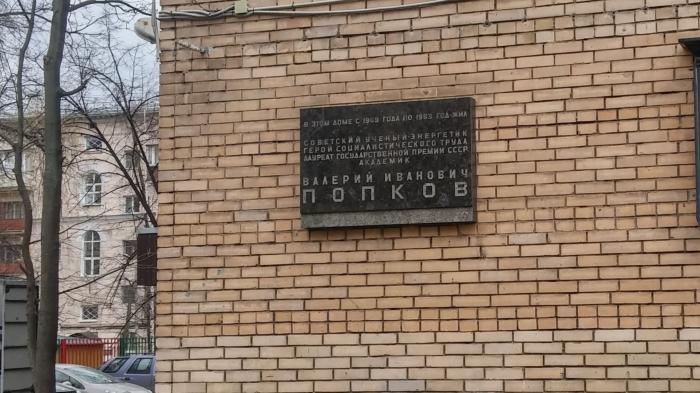 В ЭТОМ ДОМЕ С 1969 ГОДА ПО 1983 ГОД ЖИЛ
СОВЕТСКИЙ УЧЕНЫЙ-ЭНЕРГЕТИК
ГЕРОЙ СОЦИАЛИСТИЧЕСКОГО ТРУДА
ЛАУРЕАТ ГОСУДАРСТВЕННОЙ ПРЕМИИ СССР
АКАДЕМИК
ВАЛЕРИЙ ИВАНОВИЧ
ПОПКОВ